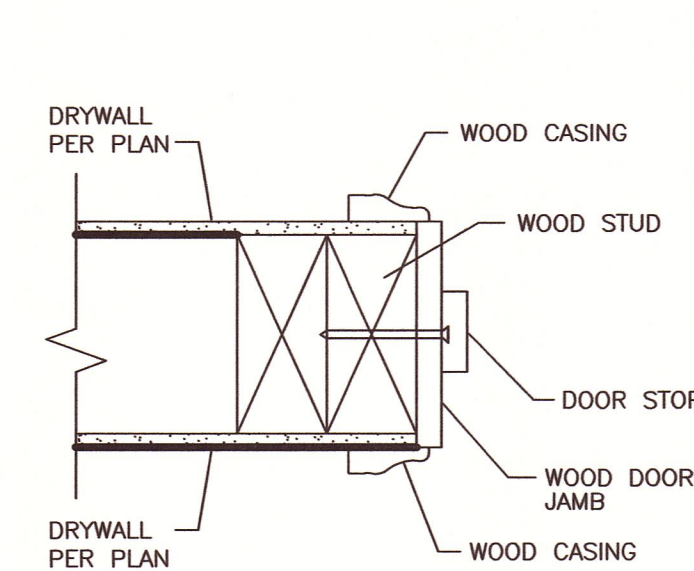 DRYWALL
PER PLAN
WOOD CASING
WOOD STUD
DOOR STOP
WOOD DOOR
JAMB
DRYWALL
PER PLAN
WOOD CASING